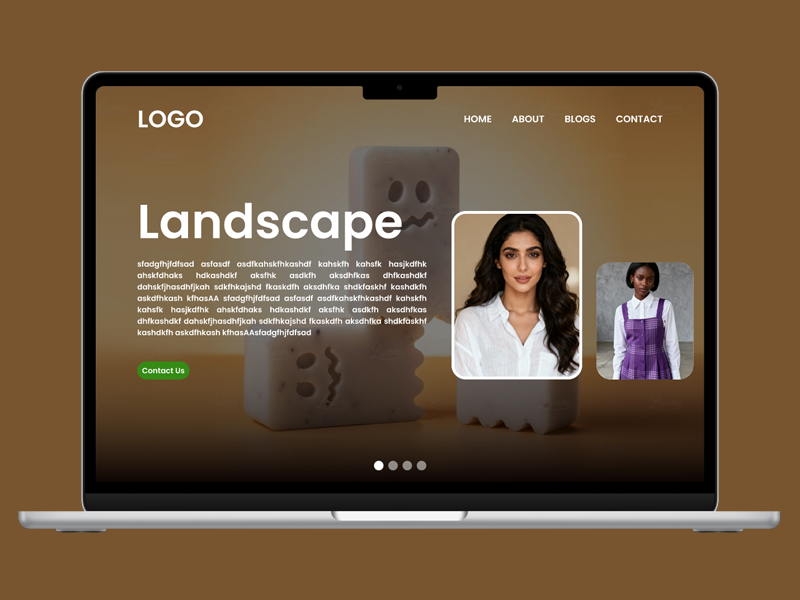 LOGO
HOME ABOUT BLOGS CONTACT
Landscape
sfadgfhjfdfsad asfasdf asdfkahskfhkashdf kahskfh kahsfk hasjkdfhk
ahskfdhaks hdkashdkf aksfhk asdkfh aksdhfkas dhfkashdkf
dahskfjhasdhfjkah sdkfhkajshd fkaskdfh aksdhfka shdkfaskhf kashdkfh
askdfhkash kfhasAA sfadgfhjfdfsad asfasdf asdfkahskfhkashdf kahskfh
kahsfk hasjkdfhk ahskfdhaks hdkashdkf aksfhk asdkfh aksdhfkas
dhfkashdkf dahskfjhasdhfjkah sdkfhkajshd fkaskdfh aksdhfka shdkfaskhf
kashdkfh askdfhkash kfhasAAsfadgfhjfdfsad
Contact Us